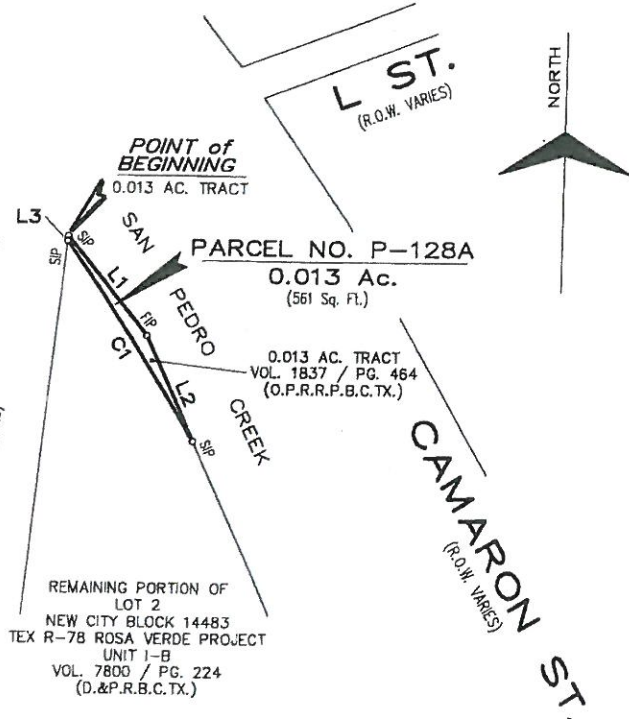 L ST.
(R.O.W. VARIES)
NORTH
POINT of
BEGINNING
0.013 AC. TRACT
L3
SIP
SIP
SAN
PEDRO
CREEK
PARCEL NO. P-128A
0.013 Ac.
(561 Sq. Ft.)
L1
FIP
C1
L2
SIP
0.013 AC. TRACT
VOL. 1837 / PG. 464
(O.P.R.R.P.B.C.TX.)
CAMARON ST.
(R.O.W. VARIES)
REMAINING PORTION OF
LOT 2
NEW CITY BLOCK 14483
TEX R-78 ROSA VERDE PROJECT
UNIT I-B
VOL. 7800 / PG. 224
(D.&P.R.B.C.TX.)